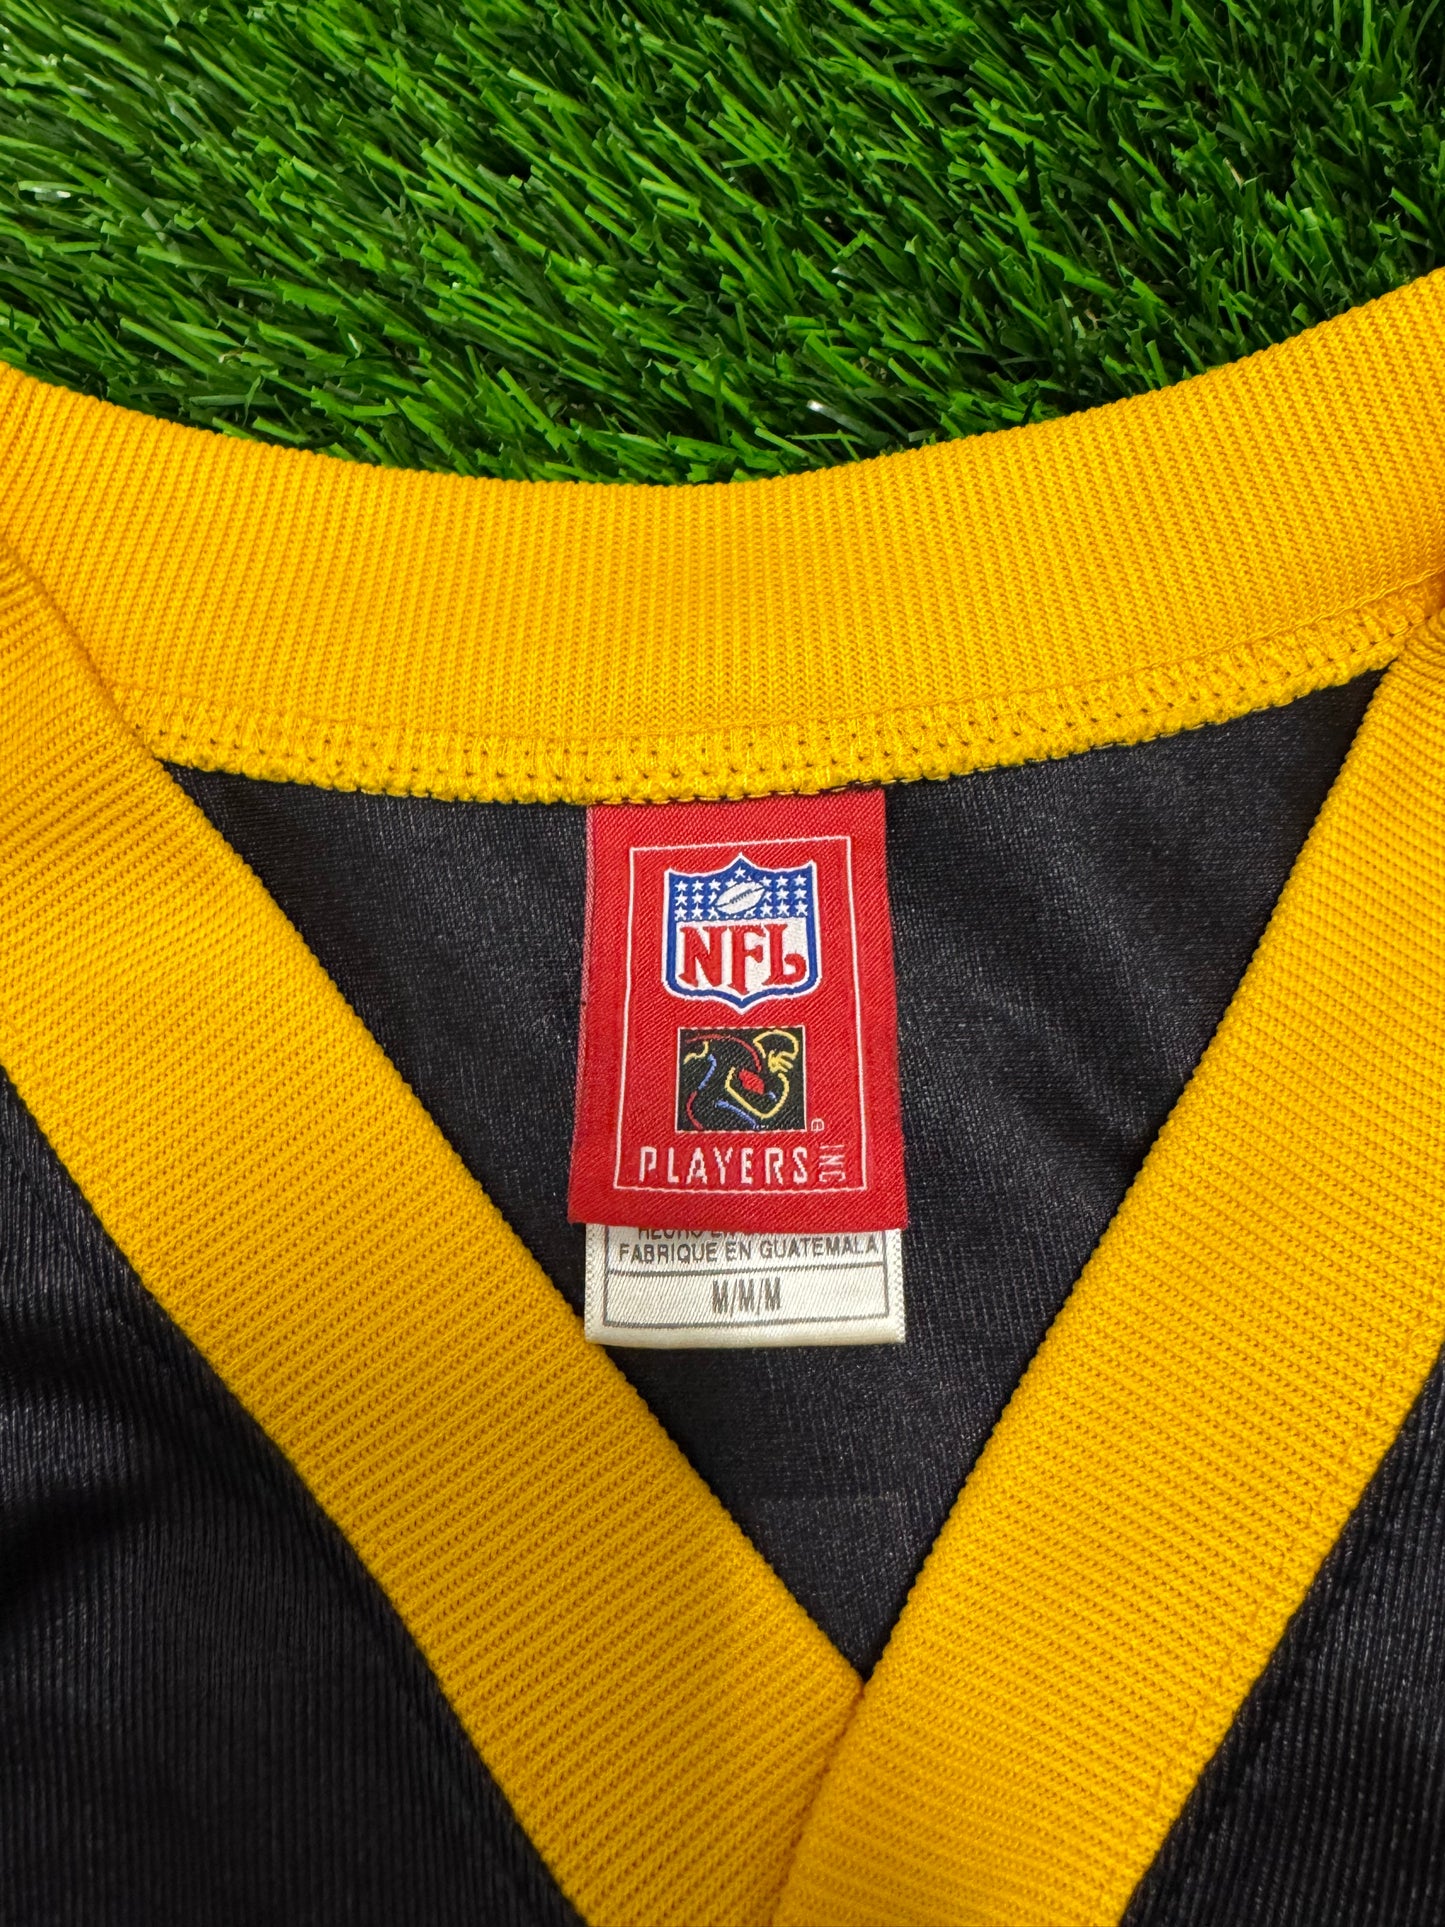 NFL
PLAYERS INC
®
FABRIQUE EN GUATEMALA
M/M/M